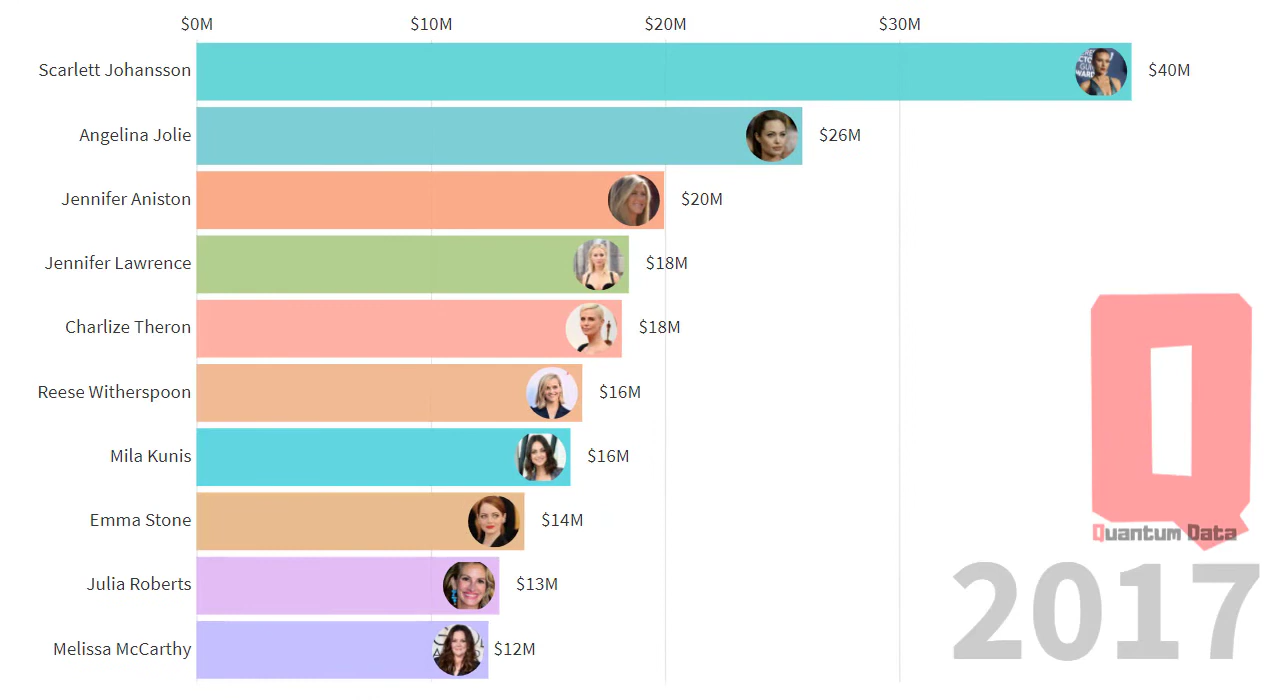 $0M $10M $20M $30M
Scarlett Johansson $40M
Angelina Jolie $26M
Jennifer Aniston $20M
Jennifer Lawrence $18M
Charlize Theron $18M
Reese Witherspoon $16M
Mila Kunis $16M
Emma Stone $14M
Julia Roberts $13M
Melissa McCarthy $12M
Quantum Data
2017